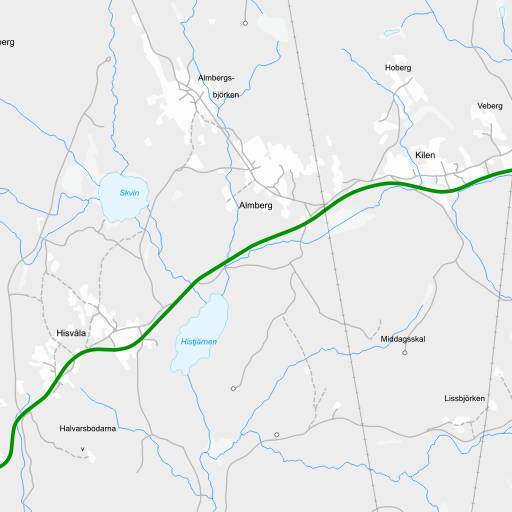 berg
Hoberg
Almbergs-
björken
Veberg
Kilen
Skvin
Almberg
Hisvåla
Histjärnen
Middagsskal
Lissbjörken
Halvarsbodarna
v